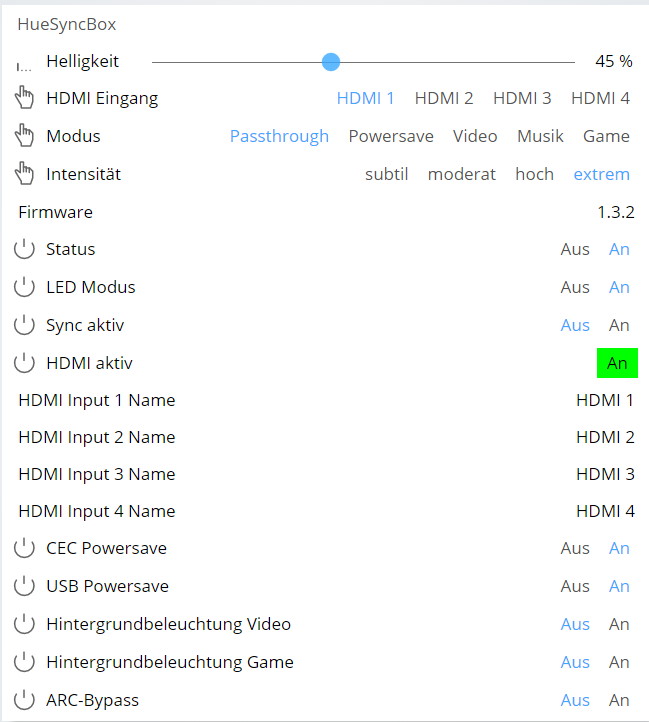 HueSyncBox
Helligkeit 45 %
HDMI Eingang HDMI 1 HDMI 2 HDMI 3 HDMI 4
Modus Passthrough Powersave Video Musik Game
Intensität subtil moderat hoch extrem
Firmware 1.3.2
Status Aus An
LED Modus Aus An
Sync aktiv Aus An
HDMI aktiv An
HDMI Input 1 Name HDMI 1
HDMI Input 2 Name HDMI 2
HDMI Input 3 Name HDMI 3
HDMI Input 4 Name HDMI 4
CEC Powersave Aus An
USB Powersave Aus An
Hintergrundbeleuchtung Video Aus An
Hintergrundbeleuchtung Game Aus An
ARC-Bypass Aus An